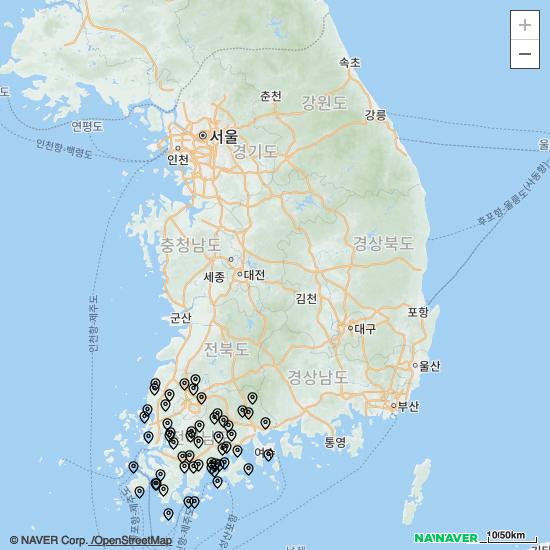 +
−
속초
춘천
강원도
강릉
도
연평도
서울
울
인천항-백령도
인천
경기도
후포항-울릉도(사동항)
충청남도
경상북도
세종
대전
인천항-제주도
김천
군산
포항
대구
전북도
울산
경상남도
부산
통영
© NAVER Corp. /OpenStreetMap
NAVER
10/50km